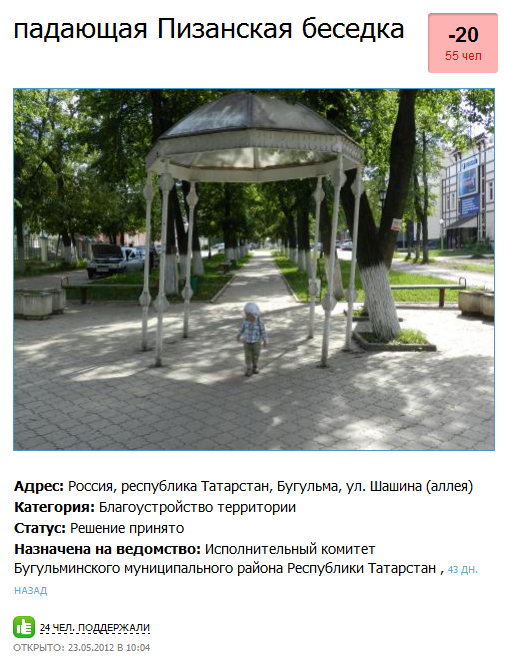 падающая Пизанская беседка
-20
55 чел
Адрес: Россия, республика Татарстан, Бугульма, ул. Шашина (аллея)
Категория: Благоустройство территории
Статус: Решение принято
Назначена на ведомство: Исполнительный комитет
Бугульминского муниципального района Республики Татарстан , 43 ДН.
НАЗАД
24 ЧЕЛ. ПОДДЕРЖАЛИ
ОТКРЫТО: 23.05.2012 В 10:04